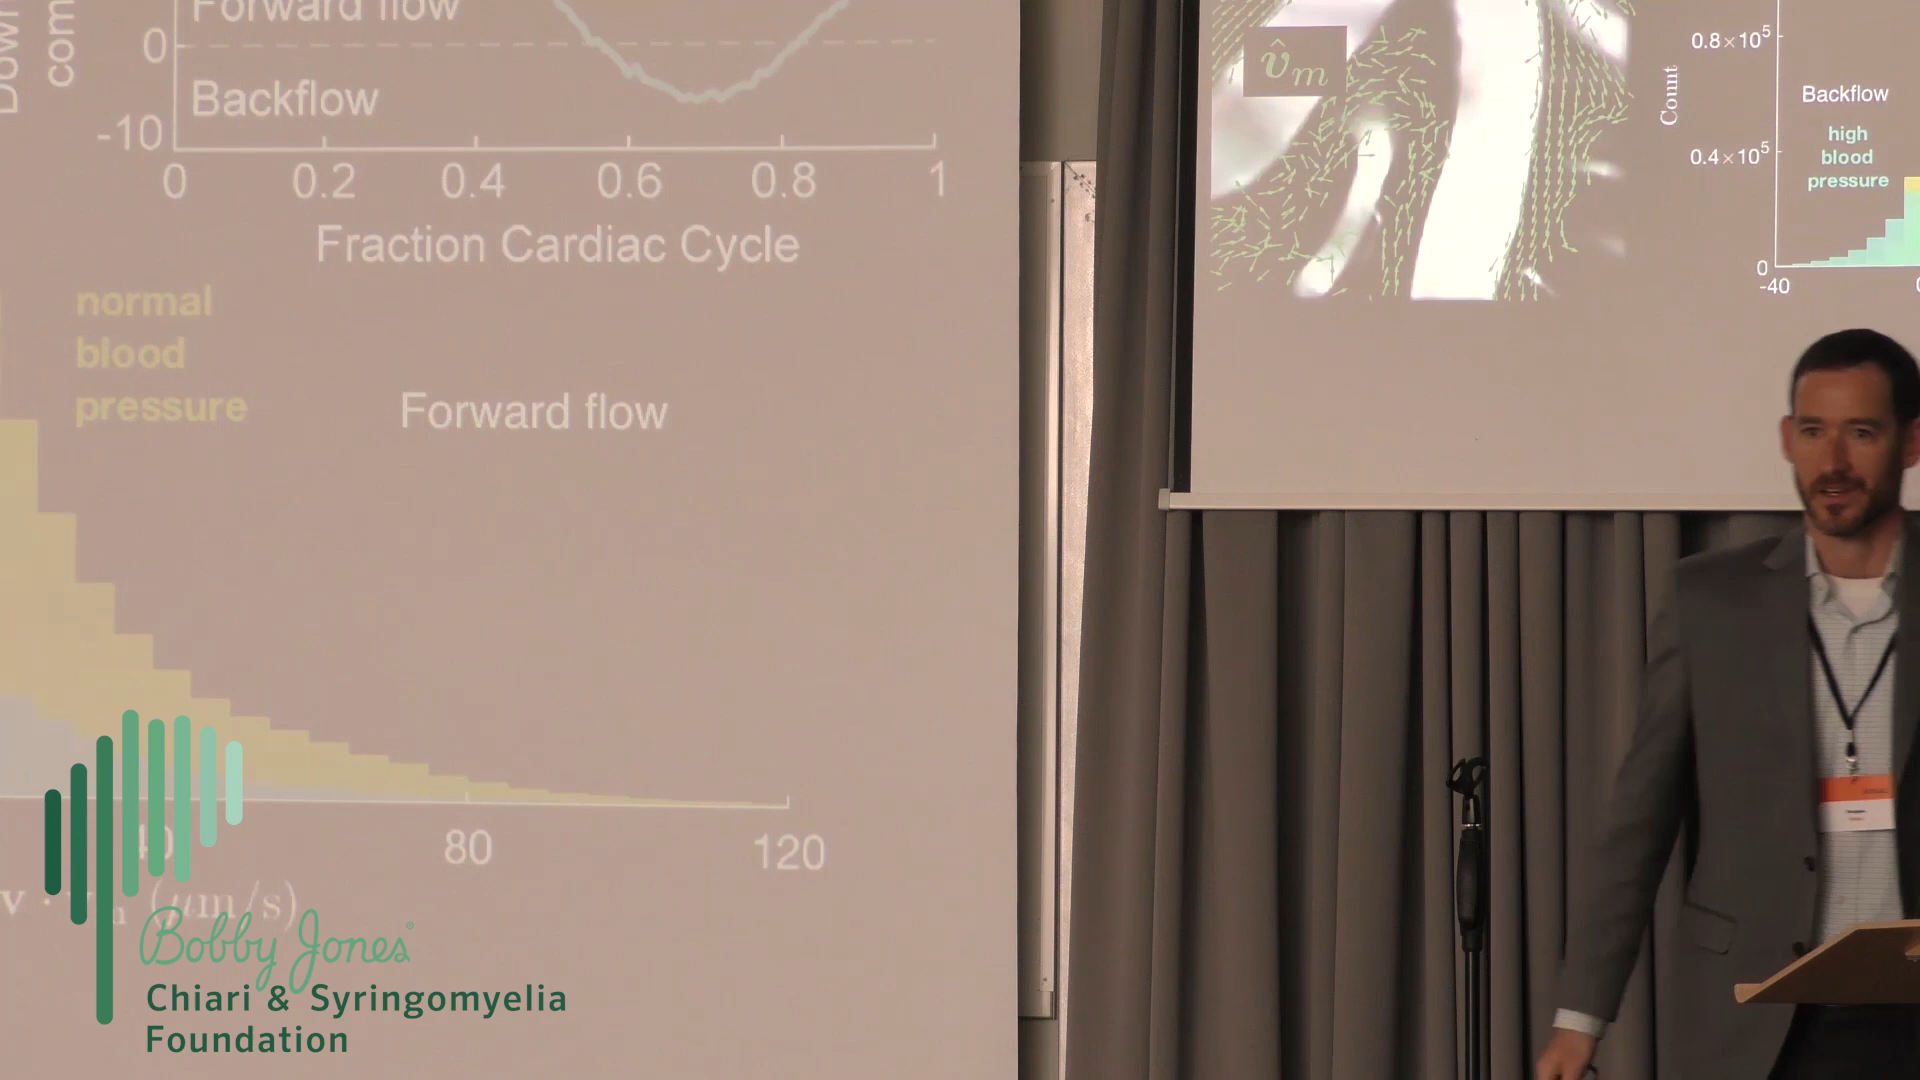 Forward flow
0
Backflow
-10
0 0.2 0.4 0.6 0.8 1
Fraction Cardiac Cycle
normal
blood
pressure
Forward flow
40 80 120
(μm/s)
Bobby Jones
Chiari & Syringomyelia
Foundation
v̂m
Count
0.8×10⁵
0.4×10⁵
0
-40
Backflow
high
blood
pressure